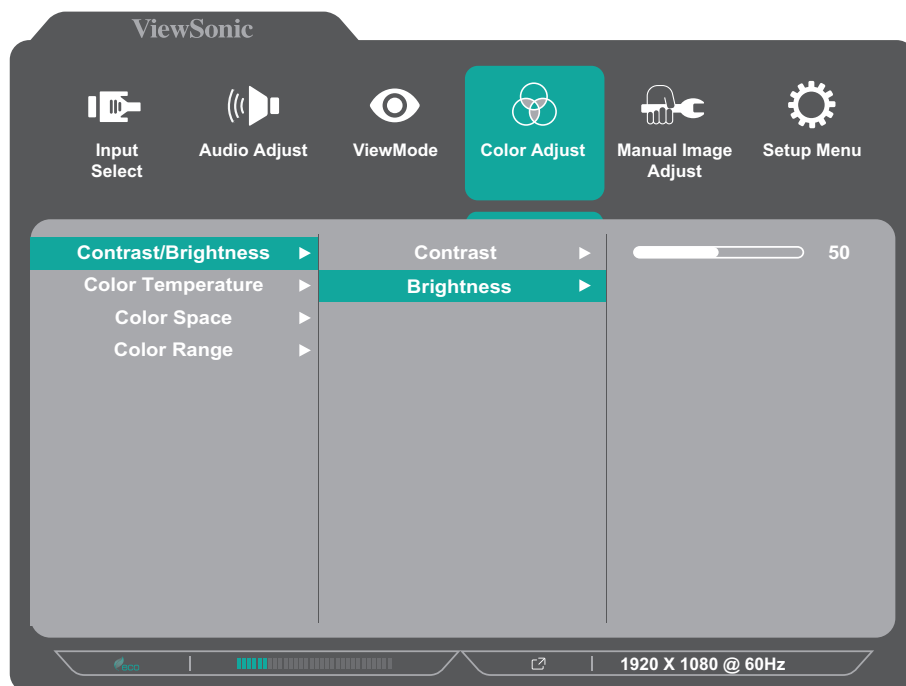 ViewSonic
Input Select
Audio Adjust
ViewMode
Color Adjust
Manual Image Adjust
Setup Menu
Contrast/Brightness
Color Temperature
Color Space
Color Range
Contrast
Brightness
50
eco
1920 X 1080 @ 60Hz